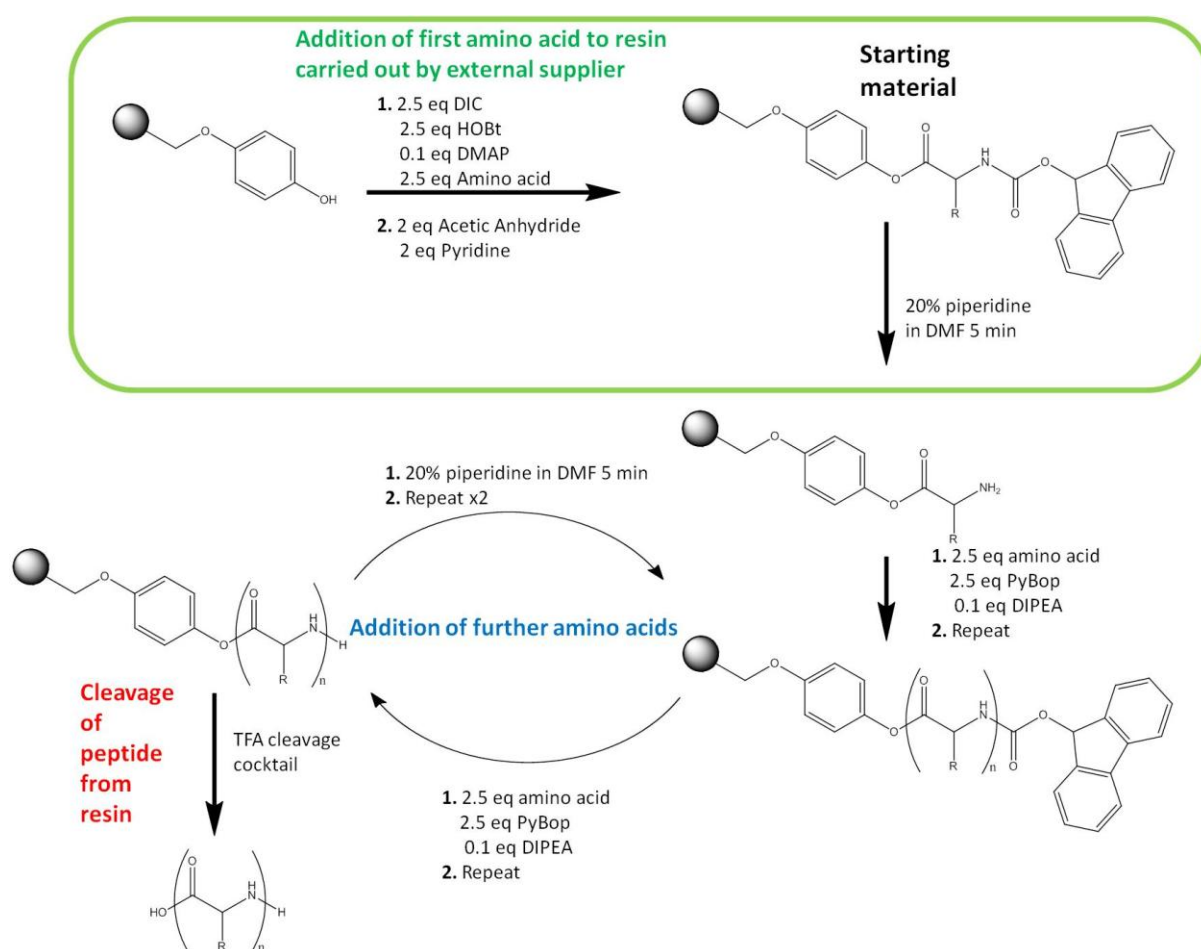 Addition of first amino acid to resin
carried out by external supplier
Starting
material
1. 2.5 eq DIC
2.5 eq HOBt
0.1 eq DMAP
2.5 eq Amino acid
2. 2 eq Acetic Anhydride
2 eq Pyridine
O
OH
O
O
O
H
N
R
O
O
20% piperidine
in DMF 5 min
O
O
O
NH₂
R
1. 20% piperidine in DMF 5 min
2. Repeat x2
1. 2.5 eq amino acid
2.5 eq PyBop
0.1 eq DIPEA
2. Repeat
O
O
O
H
N
H
R
n
Addition of further amino acids
O
O
O
H
N
R
n
O
O
Cleavage
of
peptide
from
resin
TFA cleavage
cocktail
1. 2.5 eq amino acid
2.5 eq PyBop
0.1 eq DIPEA
2. Repeat
O
HO
H
N
H
R
n